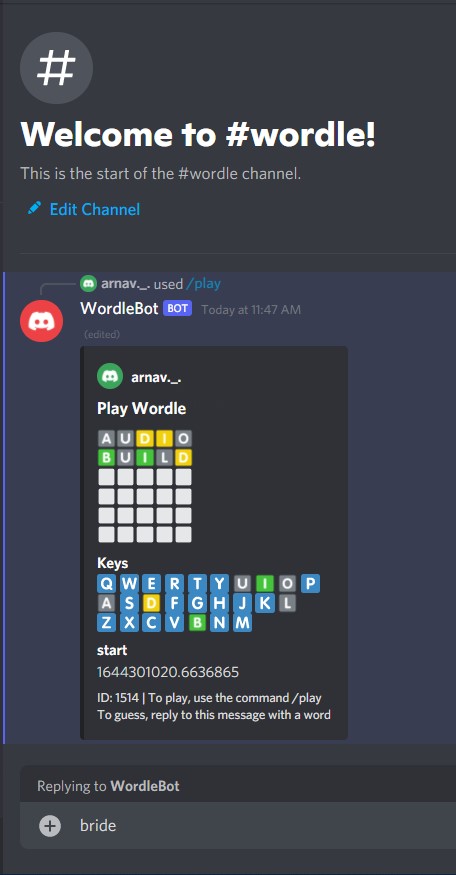 #
Welcome to #wordle!
This is the start of the #wordle channel.
Edit Channel
arnav._. used /play
WordleBot BOT Today at 11:47 AM
(edited)
arnav._.
Play Wordle
A U D I O
B U I L D
Keys
Q W E R T Y U I O P
A S D F G H J K L
Z X C V B N M
start
1644301020.6636865
ID: 1514 | To play, use the command /play
To guess, reply to this message with a word
Replying to WordleBot
bride